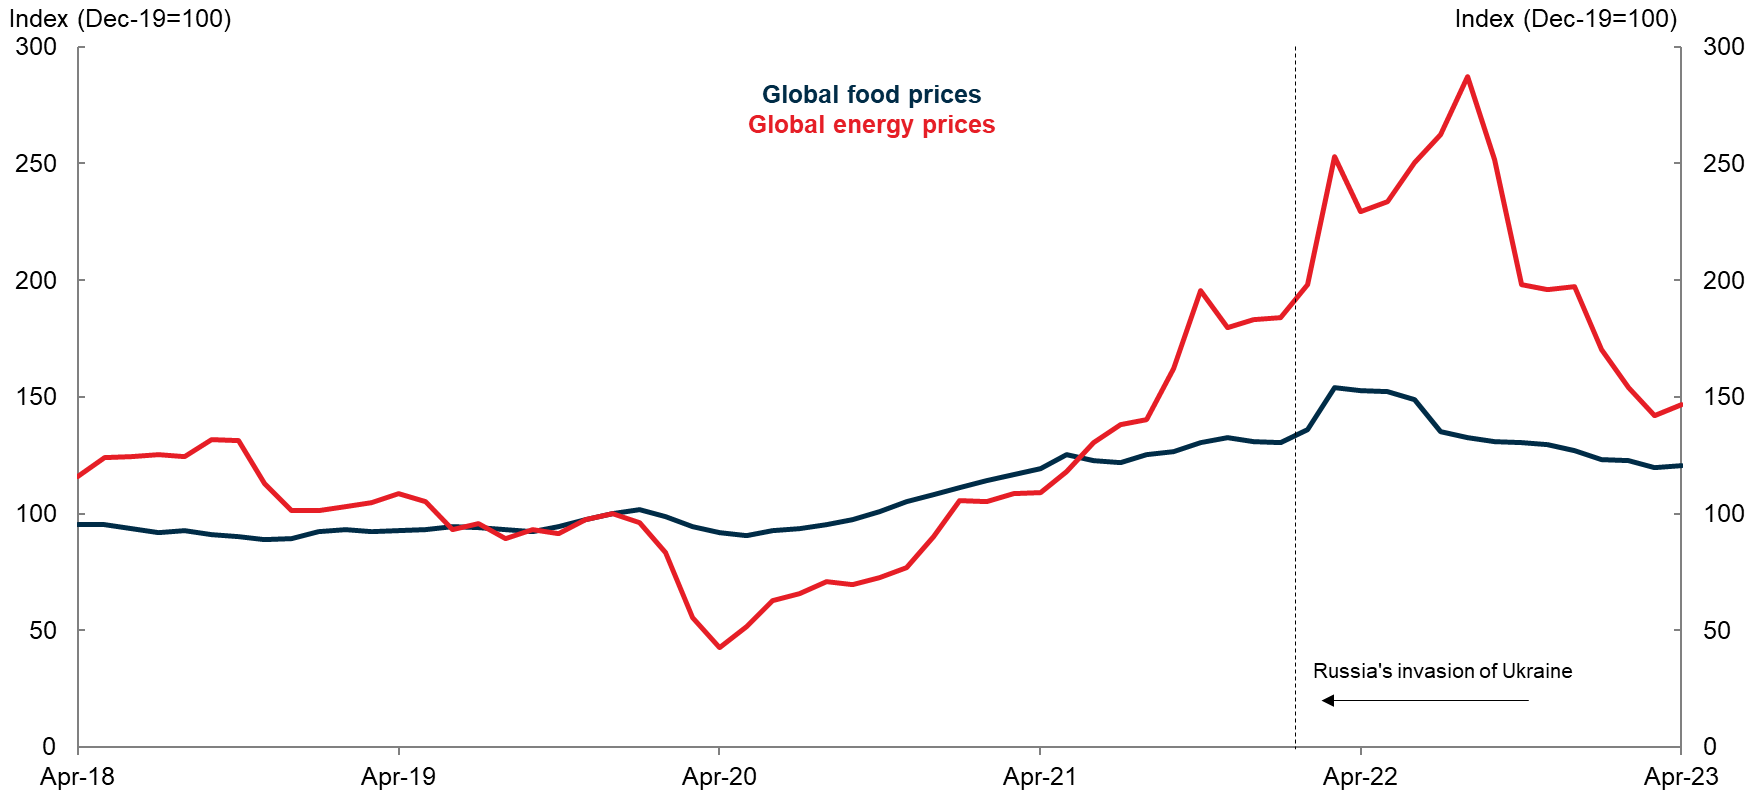 Index (Dec-19=100) Index (Dec-19=100)
300 300
Global food prices
Global energy prices
250 250
200 200
150 150
100 100
50 50
Russia's invasion of Ukraine
0 0
Apr-18 Apr-19 Apr-20 Apr-21 Apr-22 Apr-23